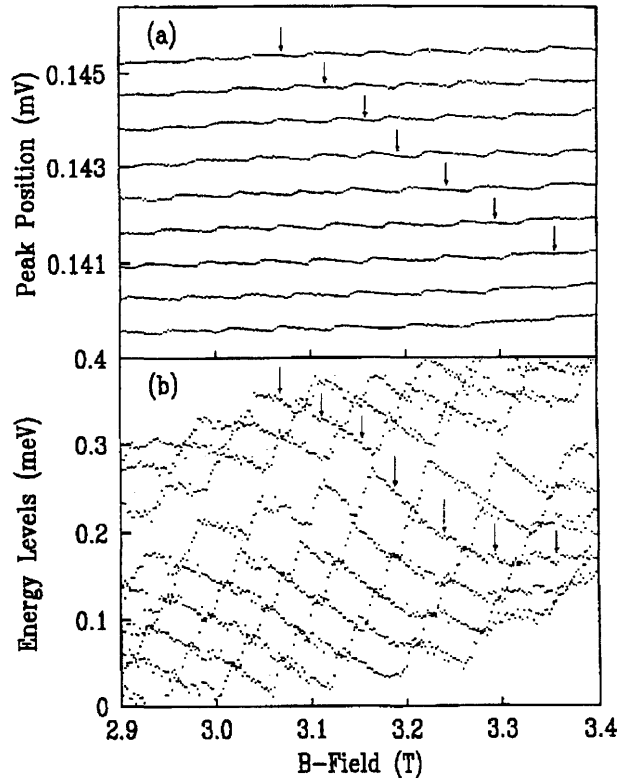 (a)
Peak Position (mV)
0.145
0.143
0.141
(b)
Energy Levels (meV)
0.4
0.3
0.2
0.1
0
2.9 3.0 3.1 3.2 3.3 3.4
B-Field (T)